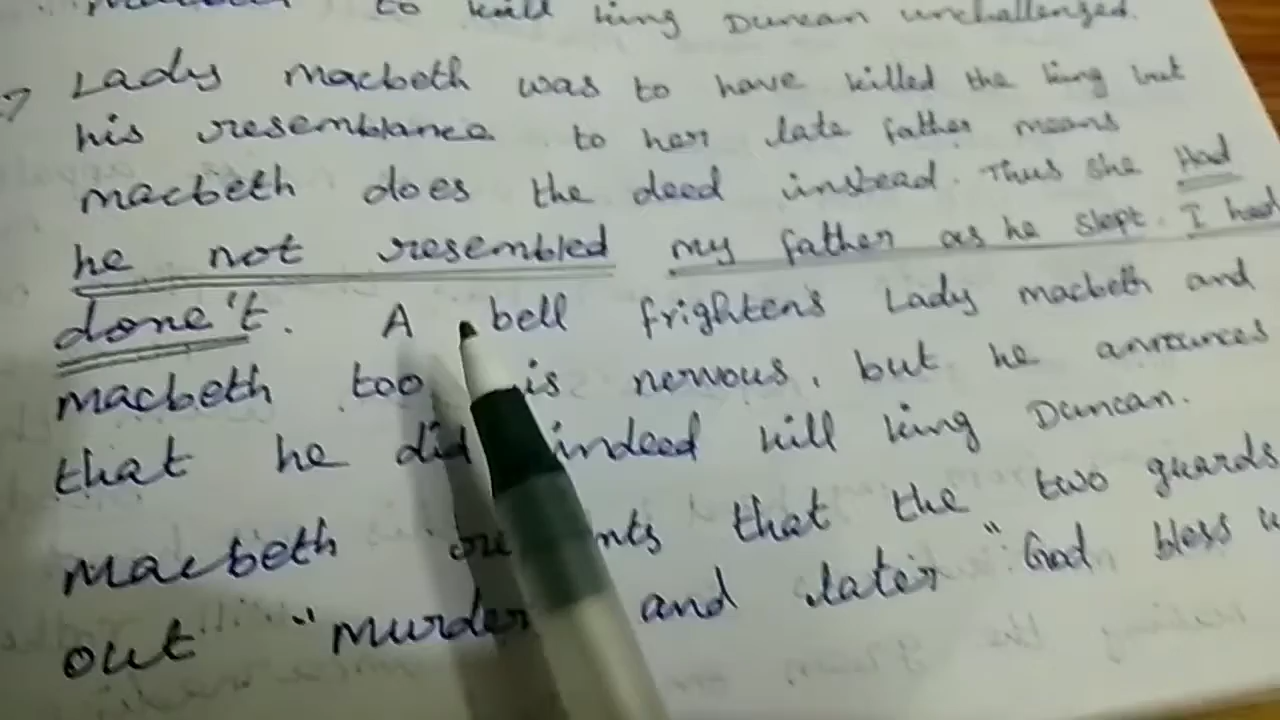 to kill king Duncan unchallenged.
Lady Macbeth was to have killed the king but
his resemblance to her late father means
macbeth does the deed instead. Thus she Had
he not resembled my father as he slept. I had
done't. A bell frightens Lady macbeth and
macbeth too is nervous, but he announces
that he did indeed kill king Duncan.
Macbeth that the two guards
out "Murder and later "God bless